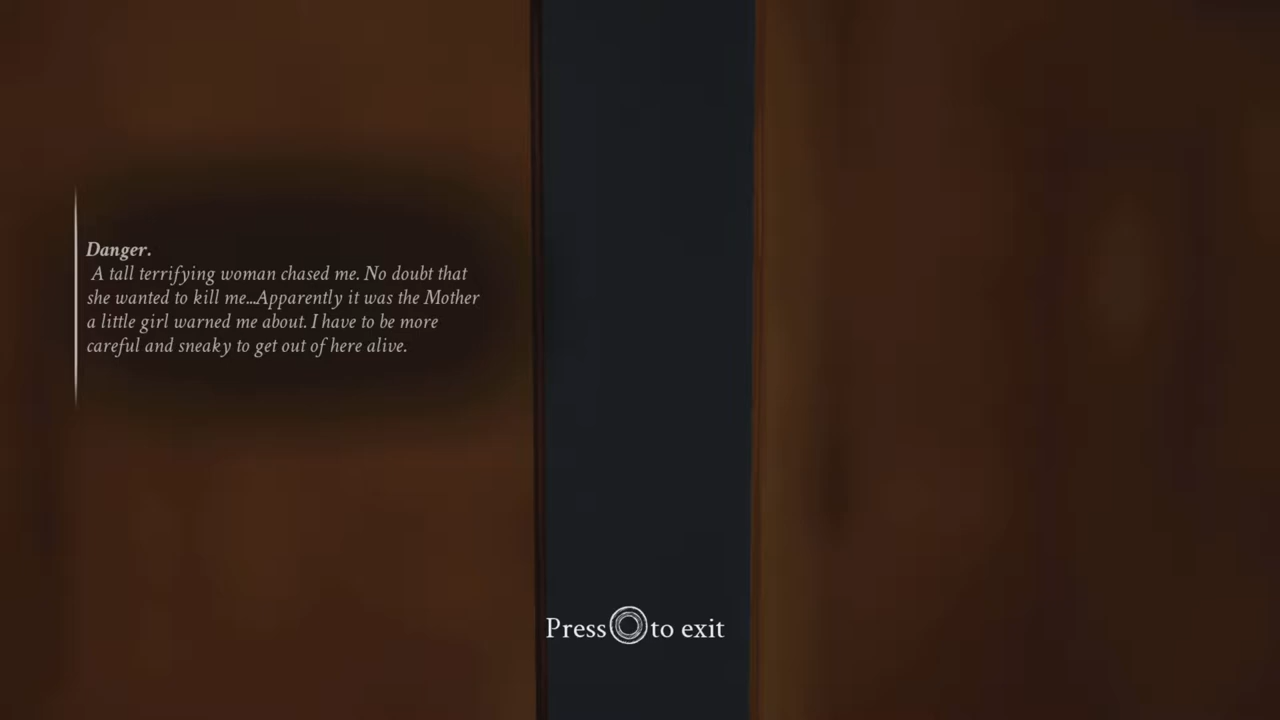 Danger.
A tall terrifying woman chased me. No doubt that
she wanted to kill me...Apparently it was the Mother
a little girl warned me about. I have to be more
careful and sneaky to get out of here alive.
Press to exit